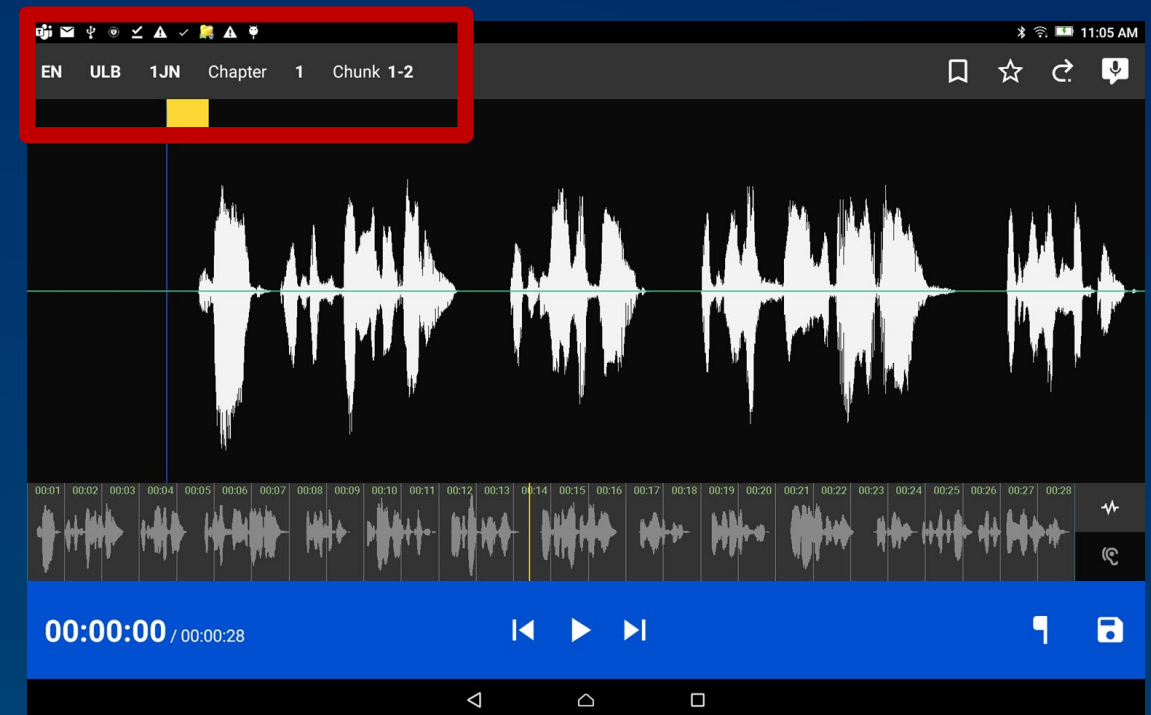 11:05 AM
EN ULB 1JN Chapter 1 Chunk 1-2
00:01 00:02 00:03 00:04 00:05 00:06 00:07 00:08 00:09 00:10 00:11 00:12 00:13 00:14 00:15 00:16 00:17 00:18 00:19 00:20 00:21 00:22 00:23 00:24 00:25 00:26 00:27 00:28
00:00:00 / 00:00:28